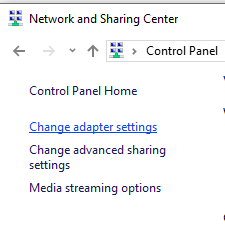 Network and Sharing Center
Control Panel
Control Panel Home
Change adapter settings
Change advanced sharing
settings
Media streaming options